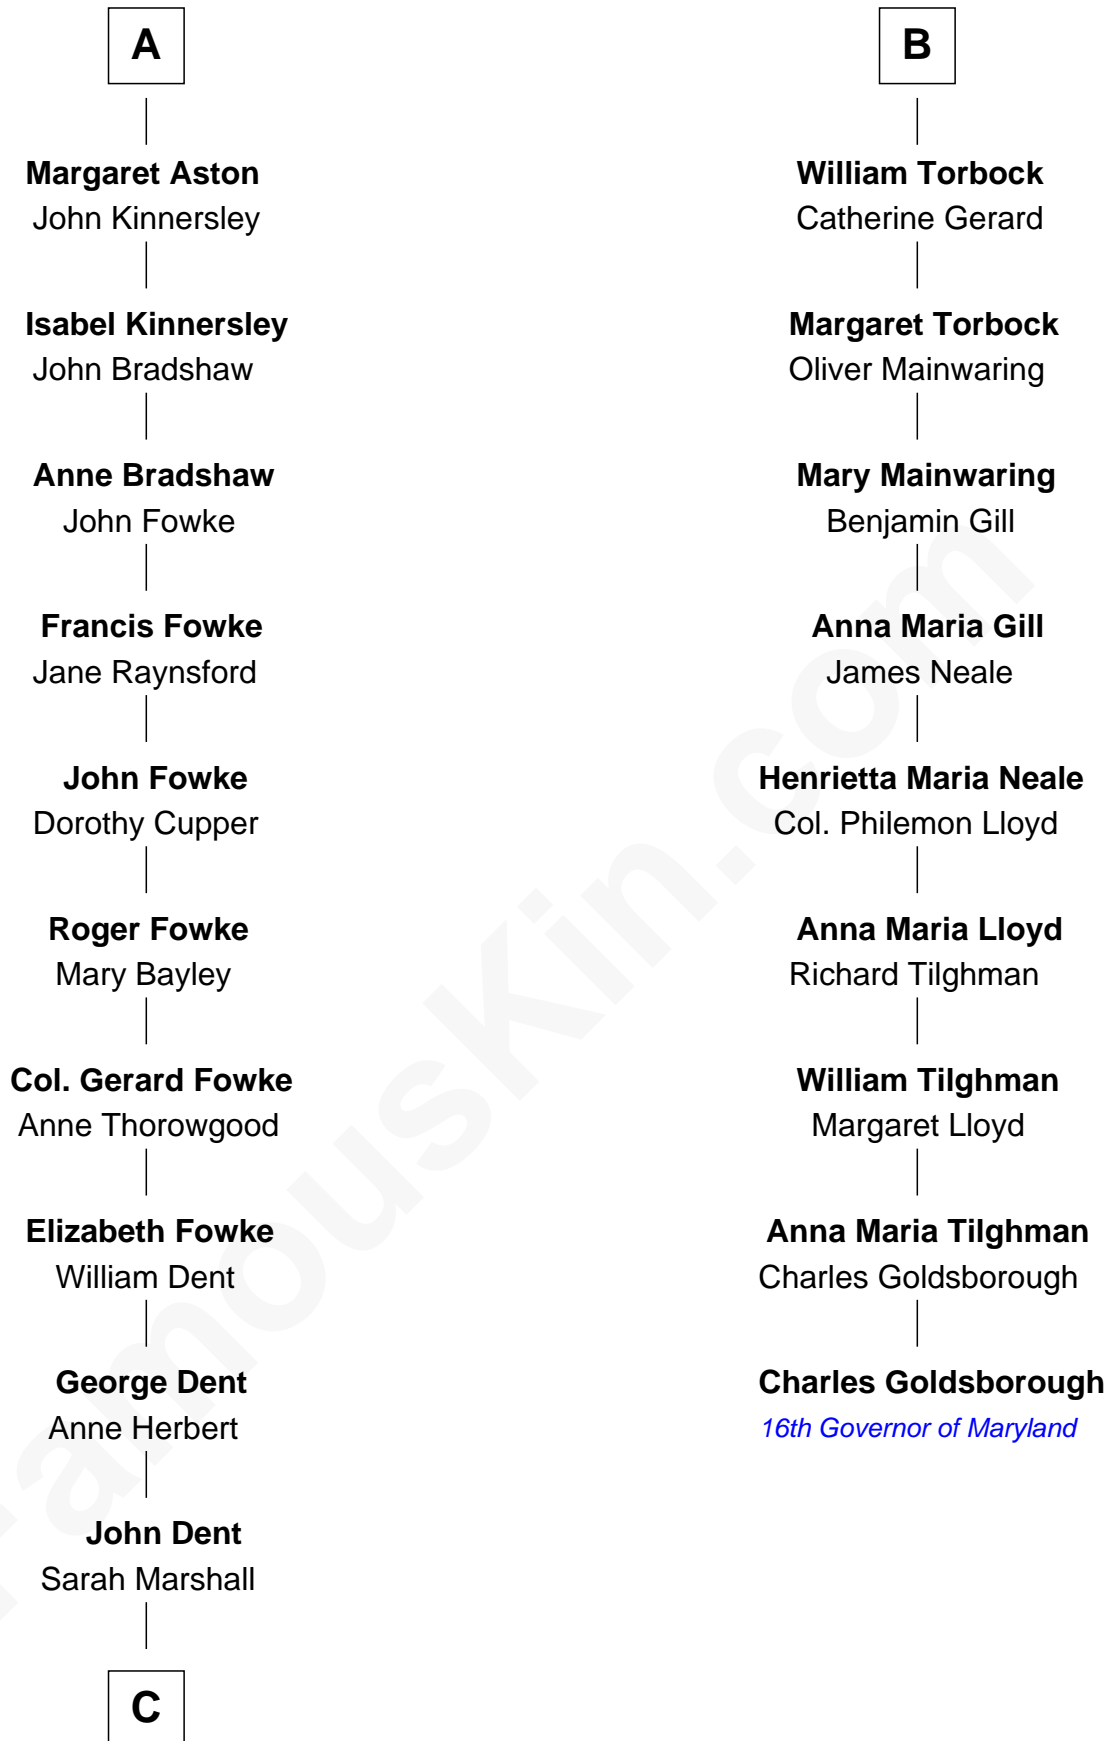 A
Margaret Aston
John Kinnersley
Isabel Kinnersley
John Bradshaw
Anne Bradshaw
John Fowke
Francis Fowke
Jane Raynsford
John Fowke
Dorothy Cupper
Roger Fowke
Mary Bayley
Col. Gerard Fowke
Anne Thorowgood
Elizabeth Fowke
William Dent
George Dent
Anne Herbert
John Dent
Sarah Marshall
C
B
William Torbock
Catherine Gerard
Margaret Torbock
Oliver Mainwaring
Mary Mainwaring
Benjamin Gill
Anna Maria Gill
James Neale
Henrietta Maria Neale
Col. Philemon Lloyd
Anna Maria Lloyd
Richard Tilghman
William Tilghman
Margaret Lloyd
Anna Maria Tilghman
Charles Goldsborough
Charles Goldsborough
16th Governor of Maryland
FamousKin.com